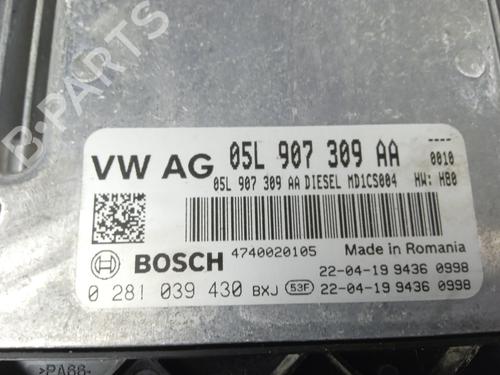 VW AG 05L 907 309 AA ---- 0010
05L 907 309 AA DIESEL MD1CS004 HW: H80
BOSCH 4740020105 Made in Romania
22-04-19 9436 0998
0 281 039 430 BXJ 53F 22-04-19 9436 0998
>PA66-
B-PARTS